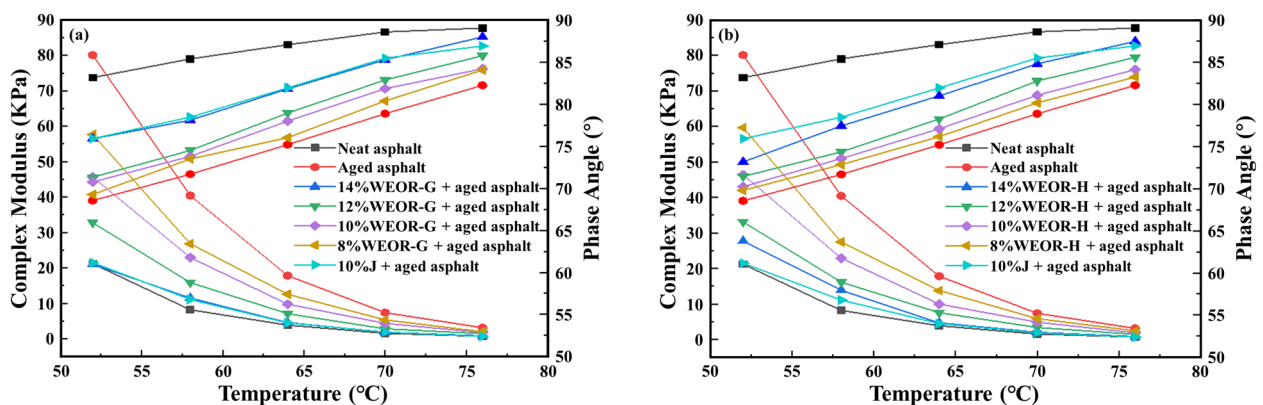 (a)
90
80
70
60
50
40
30
20
10
0
Complex Modulus (KPa)
90
85
80
75
70
65
60
55
50
Phase Angle (°)
Neat asphalt
Aged asphalt
14%WEOR-G + aged asphalt
12%WEOR-G + aged asphalt
10%WEOR-G + aged asphalt
8%WEOR-G + aged asphalt
10%J + aged asphalt
50 55 60 65 70 75 80
Temperature (℃)
(b)
90
80
70
60
50
40
30
20
10
0
Complex Modulus (KPa)
90
85
80
75
70
65
60
55
50
Phase Angle (°)
Neat asphalt
Aged asphalt
14%WEOR-H + aged asphalt
12%WEOR-H + aged asphalt
10%WEOR-H + aged asphalt
8%WEOR-H + aged asphalt
10%J + aged asphalt
50 55 60 65 70 75 80
Temperature (℃)